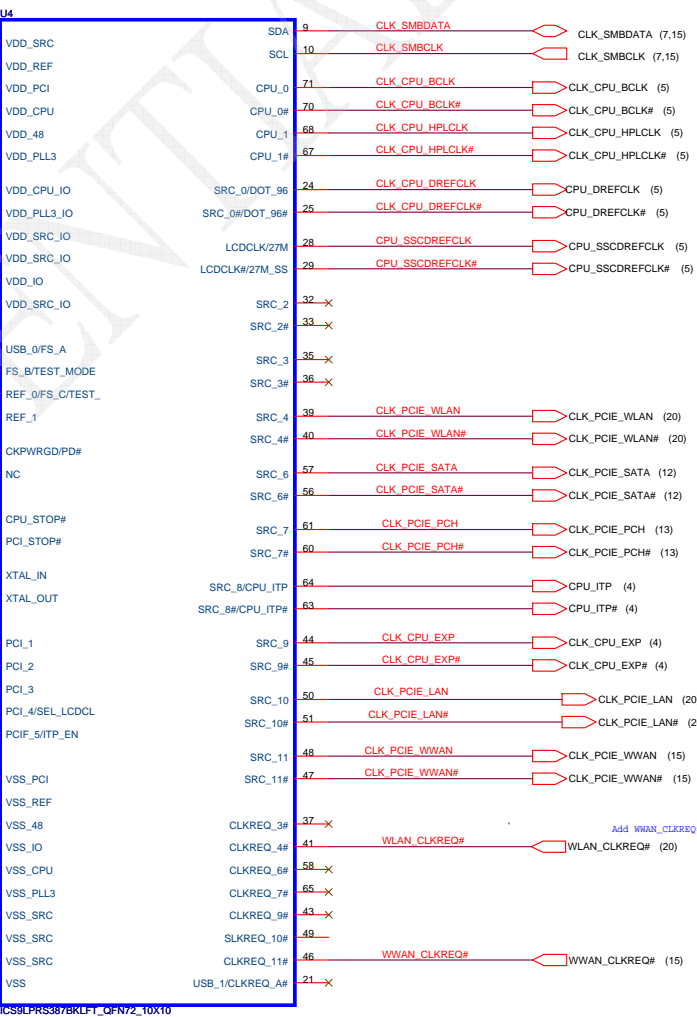 U4
SDA 9 CLK_SMBDATA CLK_SMBDATA (7,15)
VDD_SRC
SCL 10 CLK_SMBCLK CLK_SMBCLK (7,15)
VDD_REF
VDD_PCI CPU_0 71 CLK_CPU_BCLK CLK_CPU_BCLK (5)
VDD_CPU CPU_0# 70 CLK_CPU_BCLK# CLK_CPU_BCLK# (5)
VDD_48 CPU_1 68 CLK_CPU_HPLCLK CLK_CPU_HPLCLK (5)
VDD_PLL3 CPU_1# 67 CLK_CPU_HPLCLK# CLK_CPU_HPLCLK# (5)
VDD_CPU_IO SRC_0/DOT_96 24 CLK_CPU_DREFCLK CPU_DREFCLK (5)
VDD_PLL3_IO SRC_0#/DOT_96# 25 CLK_CPU_DREFCLK# CPU_DREFCLK# (5)
VDD_SRC_IO
LCDCLK/27M 28 CPU_SSCDREFCLK CPU_SSCDREFCLK (5)
VDD_SRC_IO
LCDCLK#/27M_SS 29 CPU_SSCDREFCLK# CPU_SSCDREFCLK# (5)
VDD_IO
VDD_SRC_IO SRC_2 32
SRC_2# 33
USB_0/FS_A
SRC_3 35
FS_B/TEST_MODE
SRC_3# 36
REF_0/FS_C/TEST_
REF_1 SRC_4 39 CLK_PCIE_WLAN CLK_PCIE_WLAN (20)
SRC_4# 40 CLK_PCIE_WLAN# CLK_PCIE_WLAN# (20)
CKPWRGD/PD#
NC SRC_6 57 CLK_PCIE_SATA CLK_PCIE_SATA (12)
SRC_6# 56 CLK_PCIE_SATA# CLK_PCIE_SATA# (12)
CPU_STOP#
SRC_7 61 CLK_PCIE_PCH CLK_PCIE_PCH (13)
PCI_STOP#
SRC_7# 60 CLK_PCIE_PCH# CLK_PCIE_PCH# (13)
XTAL_IN
SRC_8/CPU_ITP 64 CPU_ITP (4)
XTAL_OUT
SRC_8#/CPU_ITP# 63 CPU_ITP# (4)
PCI_1 SRC_9 44 CLK_CPU_EXP CLK_CPU_EXP (4)
PCI_2 SRC_9# 45 CLK_CPU_EXP# CLK_CPU_EXP# (4)
PCI_3
SRC_10 50 CLK_PCIE_LAN CLK_PCIE_LAN (20
PCI_4/SEL_LCDCL
SRC_10# 51 CLK_PCIE_LAN# CLK_PCIE_LAN# (2
PCIF_5/ITP_EN
SRC_11 48 CLK_PCIE_WWAN CLK_PCIE_WWAN (15)
VSS_PCI SRC_11# 47 CLK_PCIE_WWAN# CLK_PCIE_WWAN# (15)
VSS_REF
VSS_48 CLKREQ_3# 37
Add WWAN_CLKREQ
VSS_IO CLKREQ_4# 41 WLAN_CLKREQ# WLAN_CLKREQ# (20)
VSS_CPU CLKREQ_6# 58
VSS_PLL3 CLKREQ_7# 65
VSS_SRC CLKREQ_9# 43
VSS_SRC SLKREQ_10# 49
VSS_SRC CLKREQ_11# 46 WWAN_CLKREQ# WWAN_CLKREQ# (15)
VSS USB_1/CLKREQ_A# 21
ICS9LPRS387BKLFT_QFN72_10X10
ENTIA